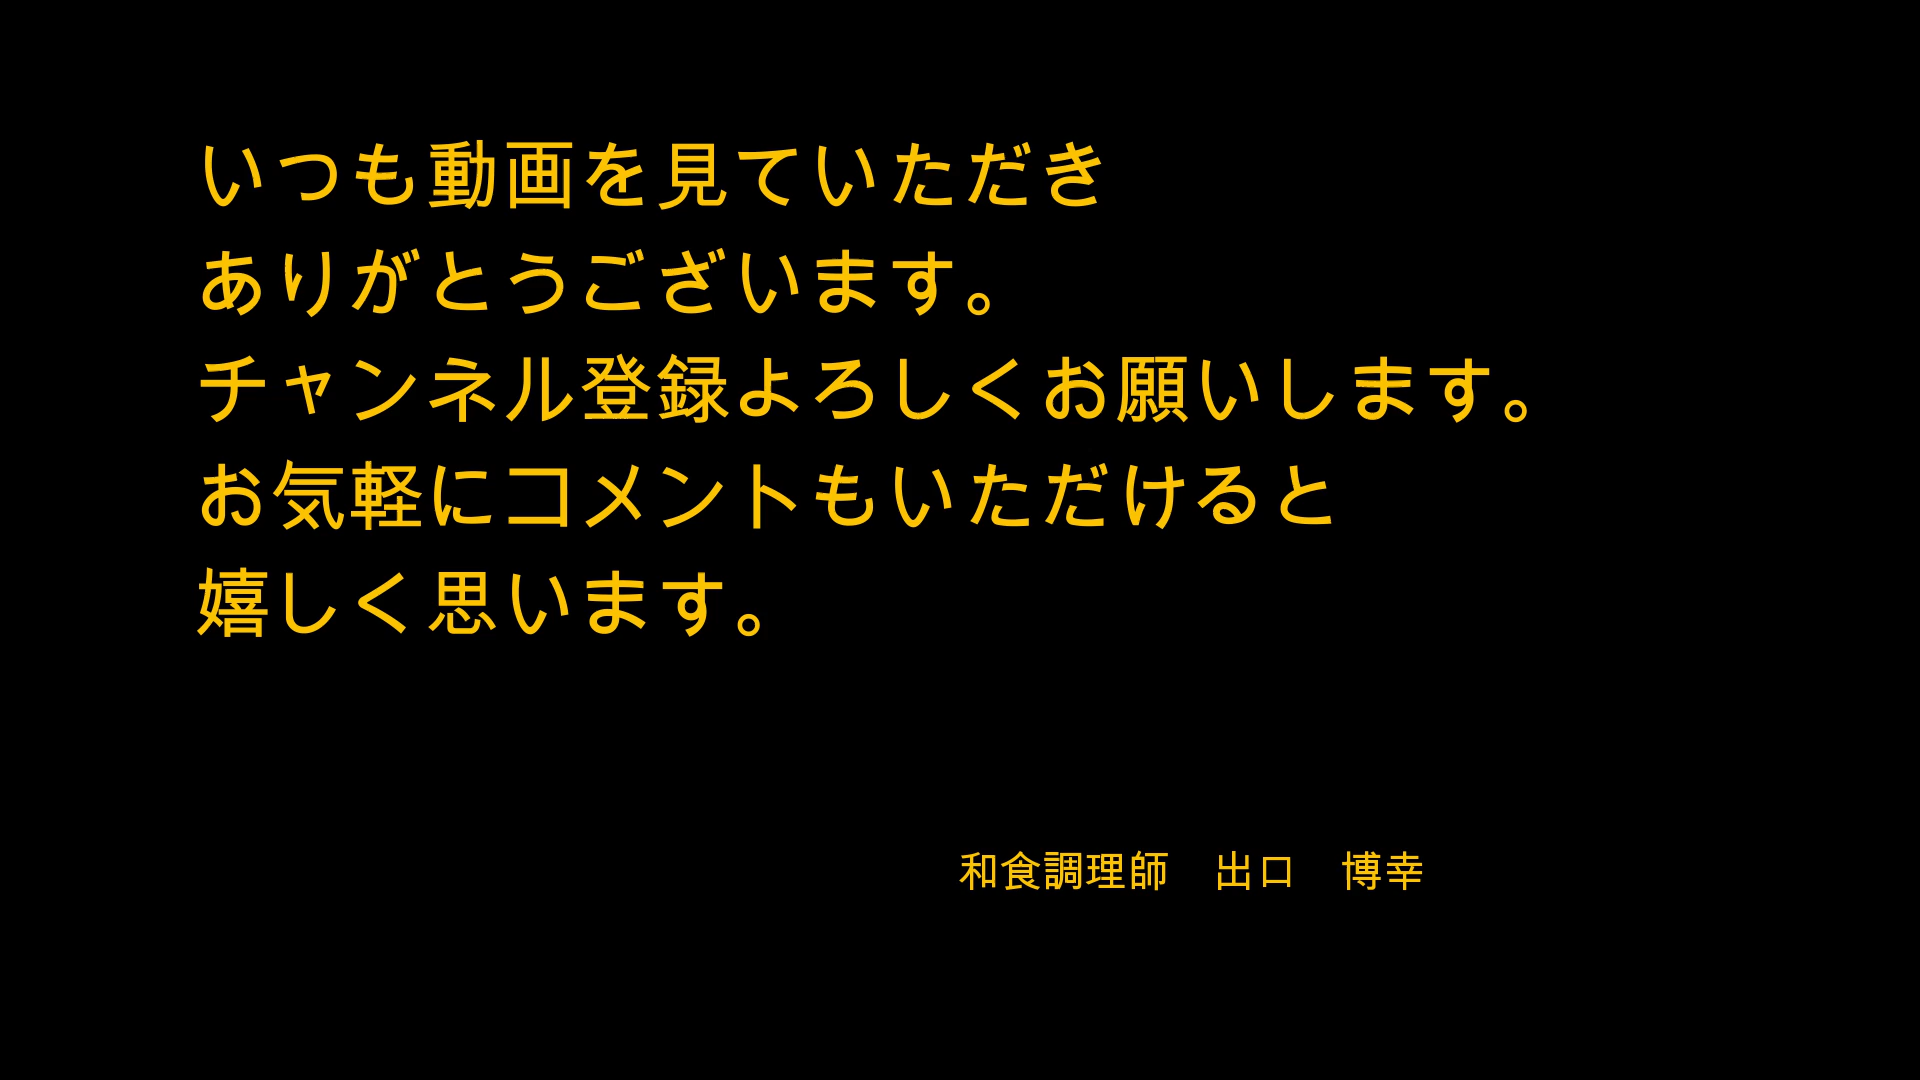 いつも動画を見ていただき
ありがとうございます。
チャンネル登録よろしくお願いします。
お気軽にコメントもいただけると
嬉しく思います。
和食調理師　出口　博幸